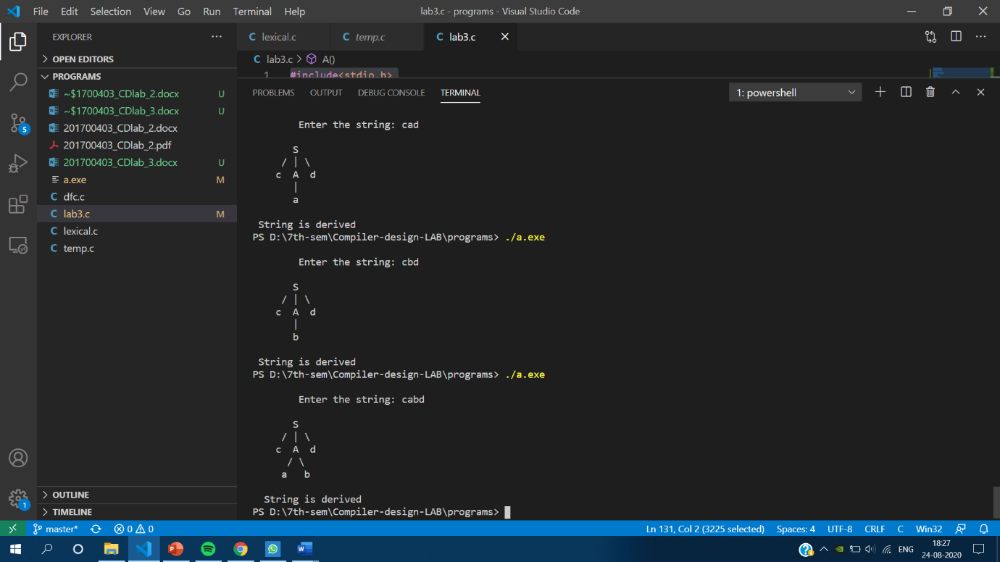 File Edit Selection View Go Run Terminal Help
lab3.c - programs - Visual Studio Code
EXPLORER
OPEN EDITORS
PROGRAMS
~$1700403_CDlab_2.docx U
~$1700403_CDlab_3.docx U
201700403_CDlab_2.docx
201700403_CDlab_2.pdf
201700403_CDlab_3.docx U
a.exe M
C dfc.c
C lab3.c M
C lexical.c
C temp.c
OUTLINE
TIMELINE
5
1
C lexical.c C temp.c C lab3.c
C lab3.c > A()
1 #include<stdio.h>
PROBLEMS OUTPUT DEBUG CONSOLE TERMINAL
1: powershell
Enter the string: cad
S
/ | \
c A d
|
a
String is derived
PS D:\7th-sem\Compiler-design-LAB\programs> ./a.exe
Enter the string: cbd
S
/ | \
c A d
|
b
String is derived
PS D:\7th-sem\Compiler-design-LAB\programs> ./a.exe
Enter the string: cabd
S
/ | \
c A d
/ \
a b
String is derived
PS D:\7th-sem\Compiler-design-LAB\programs>
master* 0 0 Ln 131, Col 2 (3225 selected) Spaces: 4 UTF-8 CRLF C Win32
ENG
18:27
24-08-2020